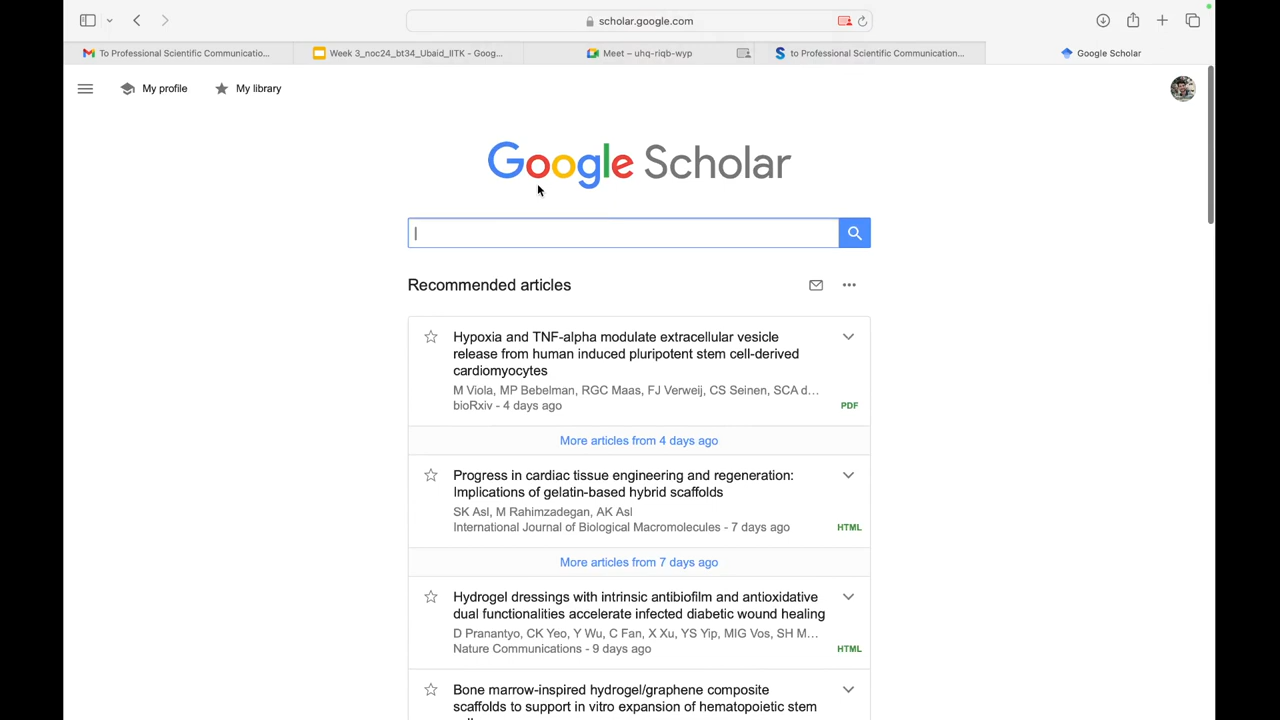 scholar.google.com
To Professional Scientific Communicatio...
Week 3_noc24_bt34_Ubaid_IITK - Goog...
Meet – uhq-riqb-wyp
to Professional Scientific Communication...
Google Scholar
My profile
My library
Google Scholar
Recommended articles
Hypoxia and TNF-alpha modulate extracellular vesicle
release from human induced pluripotent stem cell-derived
cardiomyocytes
M Viola, MP Bebelman, RGC Maas, FJ Verweij, CS Seinen, SCA d...
bioRxiv - 4 days ago
PDF
More articles from 4 days ago
Progress in cardiac tissue engineering and regeneration:
Implications of gelatin-based hybrid scaffolds
SK Asl, M Rahimzadegan, AK Asl
International Journal of Biological Macromolecules - 7 days ago
HTML
More articles from 7 days ago
Hydrogel dressings with intrinsic antibiofilm and antioxidative
dual functionalities accelerate infected diabetic wound healing
D Pranantyo, CK Yeo, Y Wu, C Fan, X Xu, YS Yip, MIG Vos, SH M...
Nature Communications - 9 days ago
HTML
Bone marrow-inspired hydrogel/graphene composite
scaffolds to support in vitro expansion of hematopoietic stem